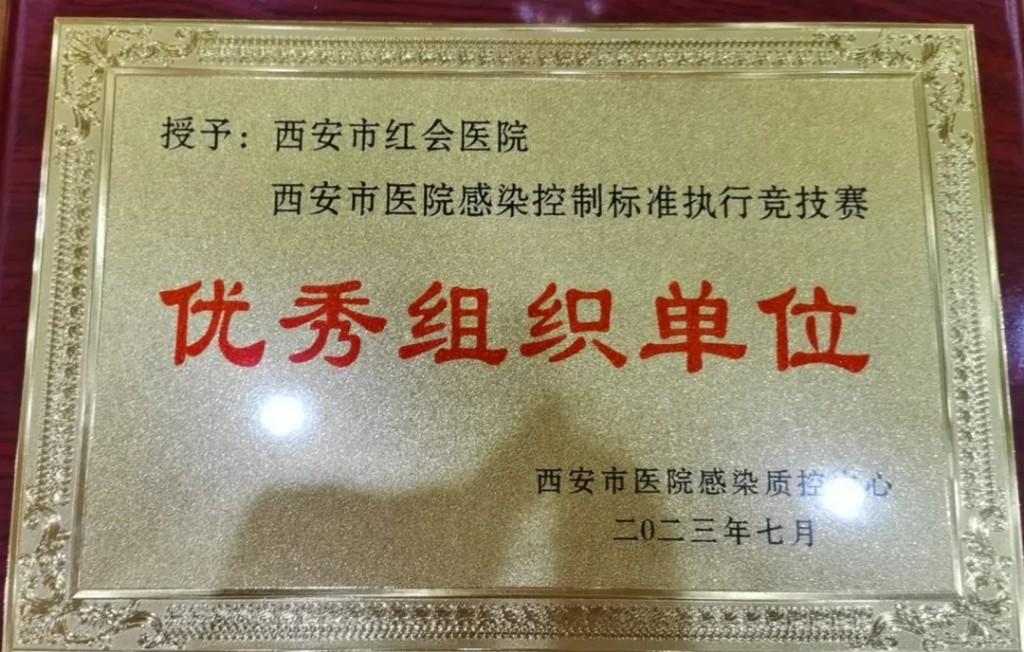 授予：西安市红会医院
西安市医院感染控制标准执行竞技赛
优秀组织单位
西安市医院感染质控中心
二〇二三年七月